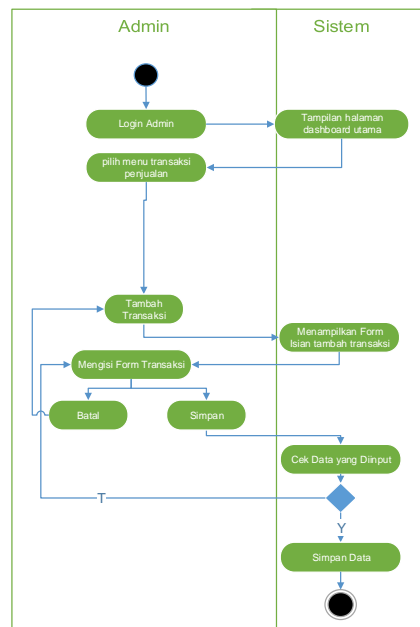 Admin
Sistem
Login Admin
Tampilan halaman
dashboard utama
pilih menu transaksi
penjualan
Tambah
Transaksi
Menampilkan Form
Isian tambah transaksi
Mengisi Form Transaksi
Batal
Simpan
Cek Data yang Diinput
T
Y
Simpan Data